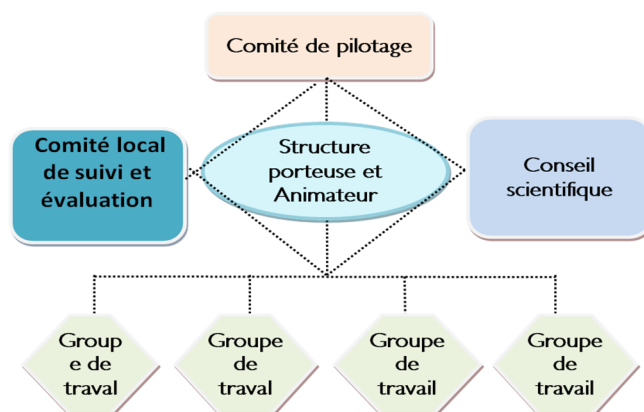 Comité de pilotage
Comité local
de suivi et
évaluation
Structure
porteuse et
Animateur
Conseil
scientifique
Group
e de
traval
Groupe
de
traval
Groupe
de
travail
Groupe
de
travail